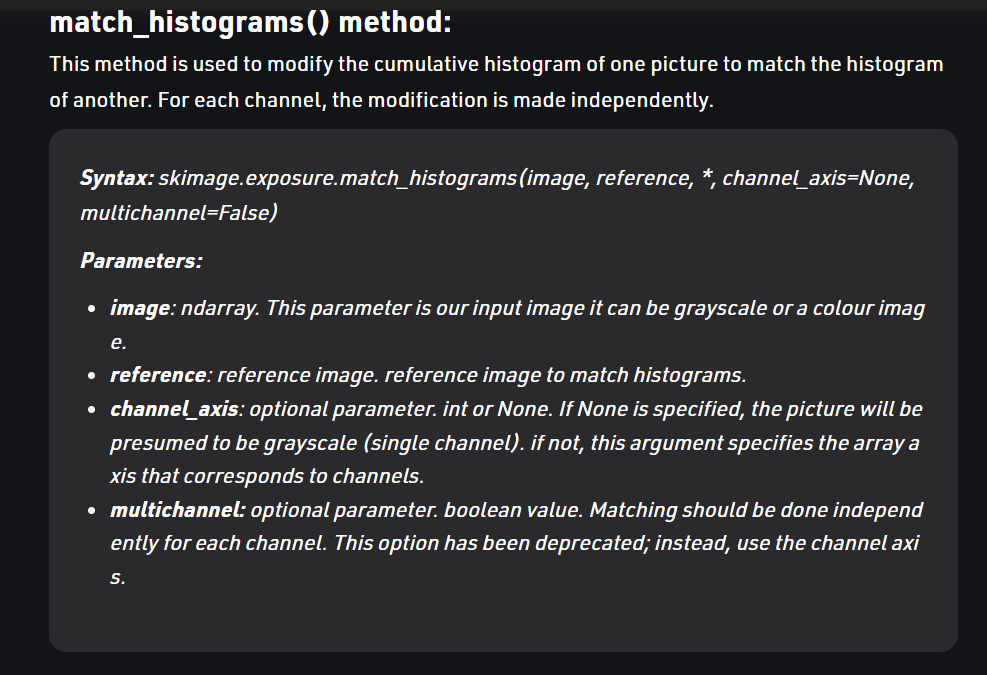 match_histograms() method:
This method is used to modify the cumulative histogram of one picture to match the histogram
of another. For each channel, the modification is made independently.
Syntax: skimage.exposure.match_histograms(image, reference, *, channel_axis=None,
multichannel=False)
Parameters:
• image: ndarray. This parameter is our input image it can be grayscale or a colour imag
e.
• reference: reference image. reference image to match histograms.
• channel_axis: optional parameter. int or None. If None is specified, the picture will be
presumed to be grayscale (single channel). if not, this argument specifies the array a
xis that corresponds to channels.
• multichannel: optional parameter. boolean value. Matching should be done independ
ently for each channel. This option has been deprecated; instead, use the channel axi
s.